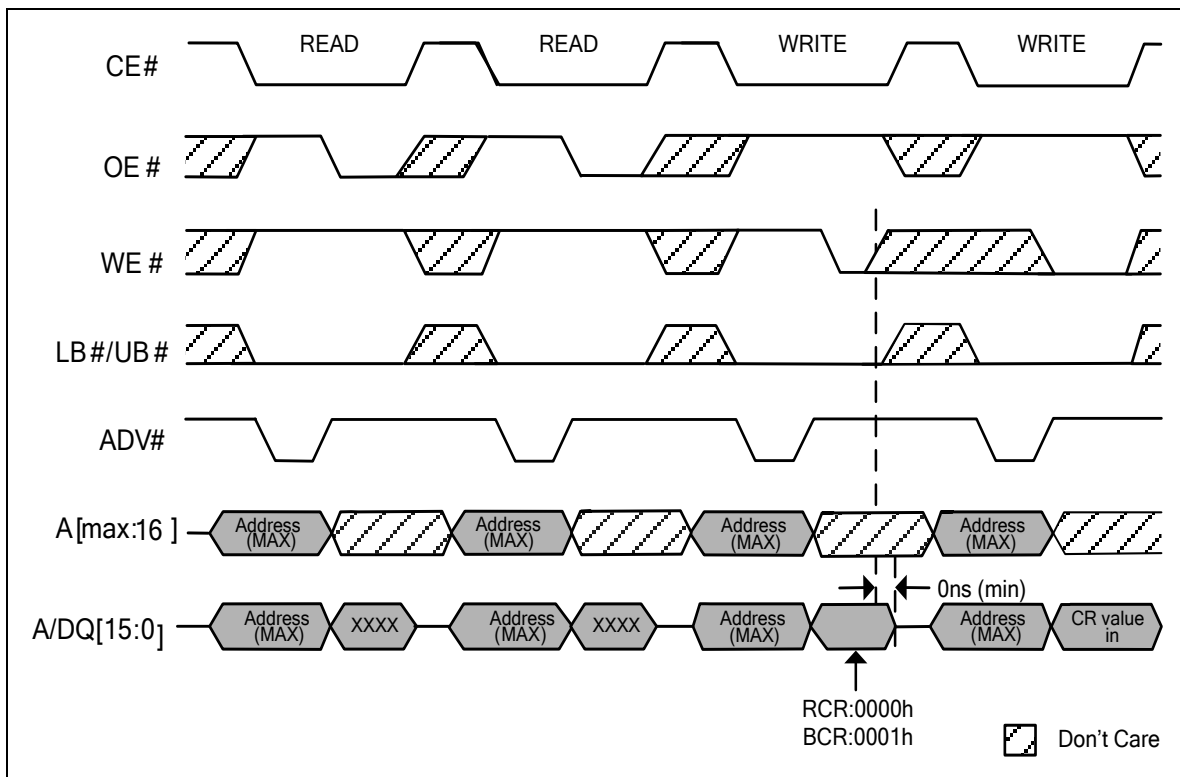 READ READ WRITE WRITE
CE#
OE #
WE #
LB #/UB #
ADV#
A[max:16 ]
Address
(MAX)
Address
(MAX)
Address
(MAX)
Address
(MAX)
0ns (min)
A/DQ[15:0]
Address
(MAX)
XXXX
Address
(MAX)
XXXX
Address
(MAX)
Address
(MAX)
CR value
in
RCR:0000h
BCR:0001h
Don't Care